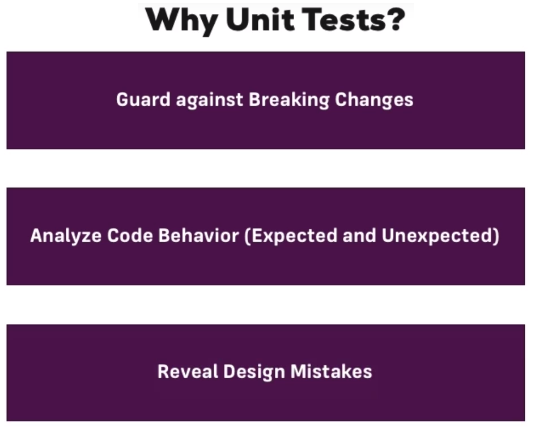 Why Unit Tests?
Guard against Breaking Changes
Analyze Code Behavior (Expected and Unexpected)
Reveal Design Mistakes